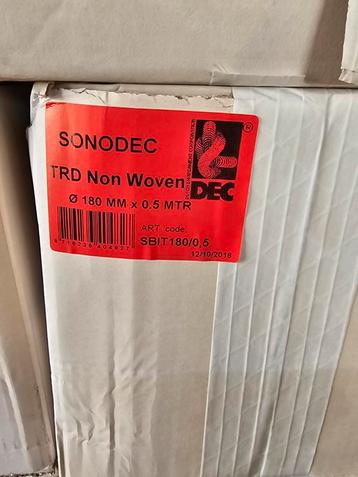 SONODEC
TRD Non Woven
Ø 180 MM x 0.5 MTR
ART. code.
SBIT180/0,5
12/10/2018
DEC
®